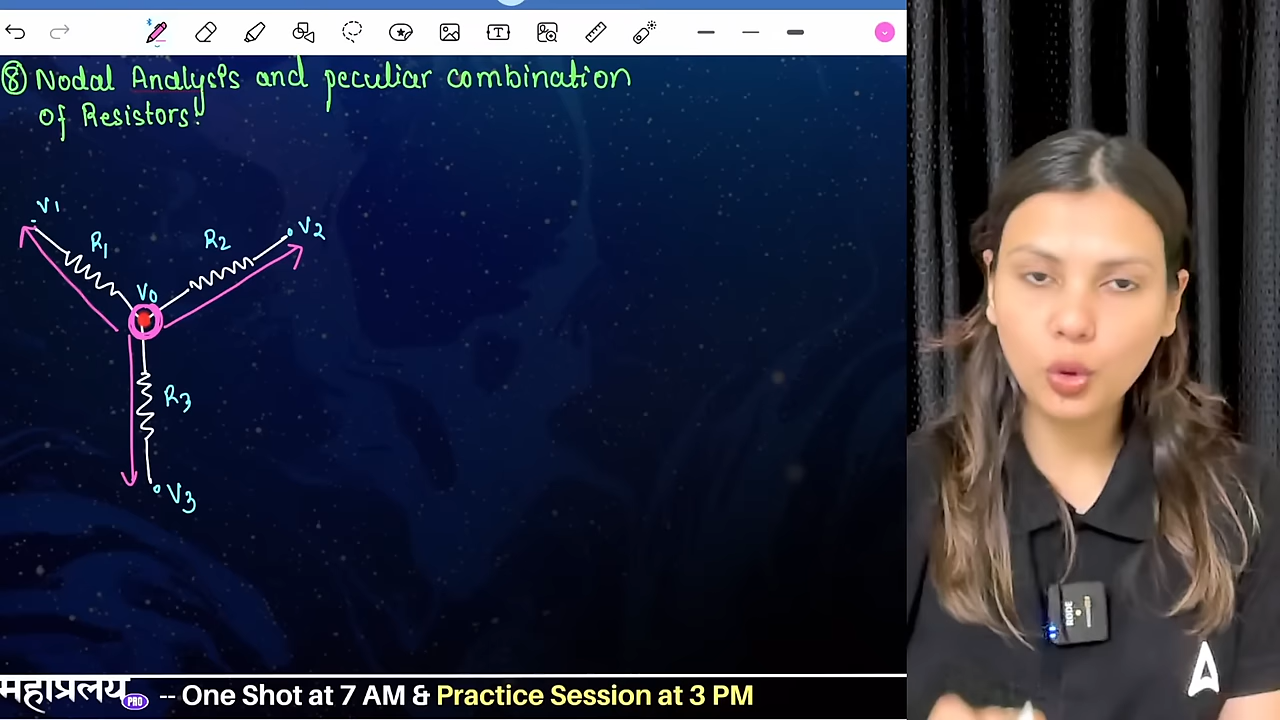 ⑧ Nodal Analysis and peculiar combination
of Resistors!
V1
R1
R2
V2
V0
R3
V3
RODE
महाप्रलय PRO -- One Shot at 7 AM & Practice Session at 3 PM